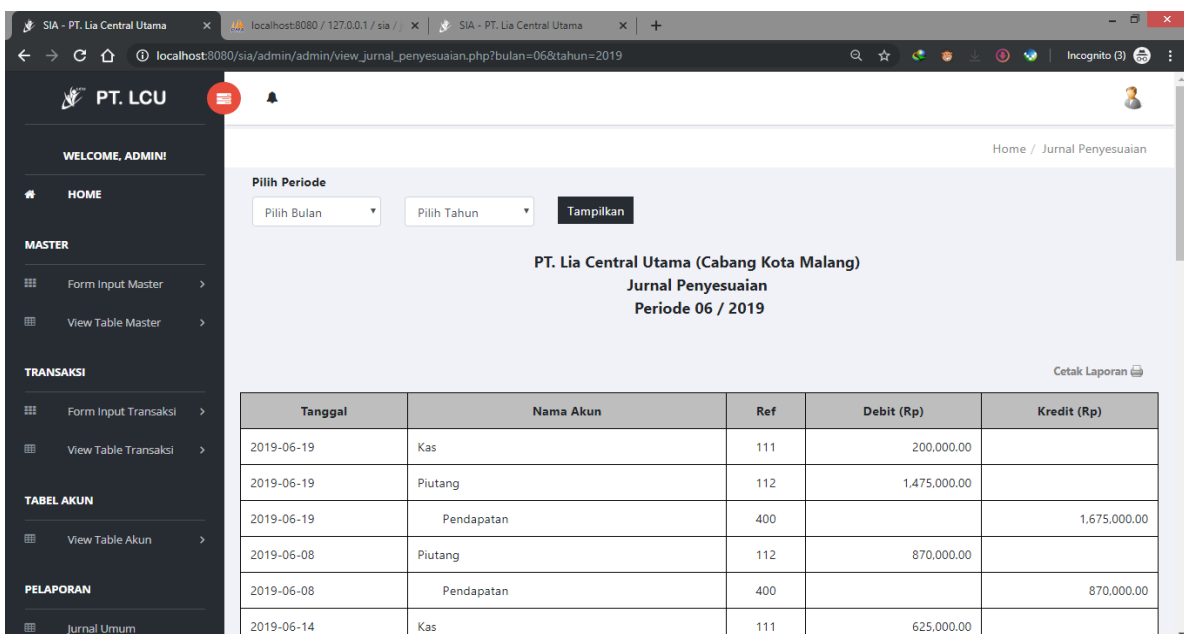 SIA - PT. Lia Central Utama
localhost:8080 / 127.0.0.1 / sia /
SIA - PT. Lia Central Utama
localhost:8080/sia/admin/admin/view_jurnal_penyesuaian.php?bulan=06&tahun=2019
Incognito (3)
PT. LCU
WELCOME, ADMIN!
Home / Jurnal Penyesuaian
HOME
Pilih Periode
Pilih Bulan
Pilih Tahun
Tampilkan
MASTER
Form Input Master
View Table Master
PT. Lia Central Utama (Cabang Kota Malang)
Jurnal Penyesuaian
Periode 06 / 2019
TRANSAKSI
Form Input Transaksi
View Table Transaksi
TABEL AKUN
View Table Akun
PELAPORAN
Jurnal Umum
Cetak Laporan
Tanggal Nama Akun Ref Debit (Rp) Kredit (Rp)
2019-06-19 Kas 111 200,000.00
2019-06-19 Piutang 112 1,475,000.00
2019-06-19 Pendapatan 400 1,675,000.00
2019-06-08 Piutang 112 870,000.00
2019-06-08 Pendapatan 400 870,000.00
2019-06-14 Kas 111 625,000.00